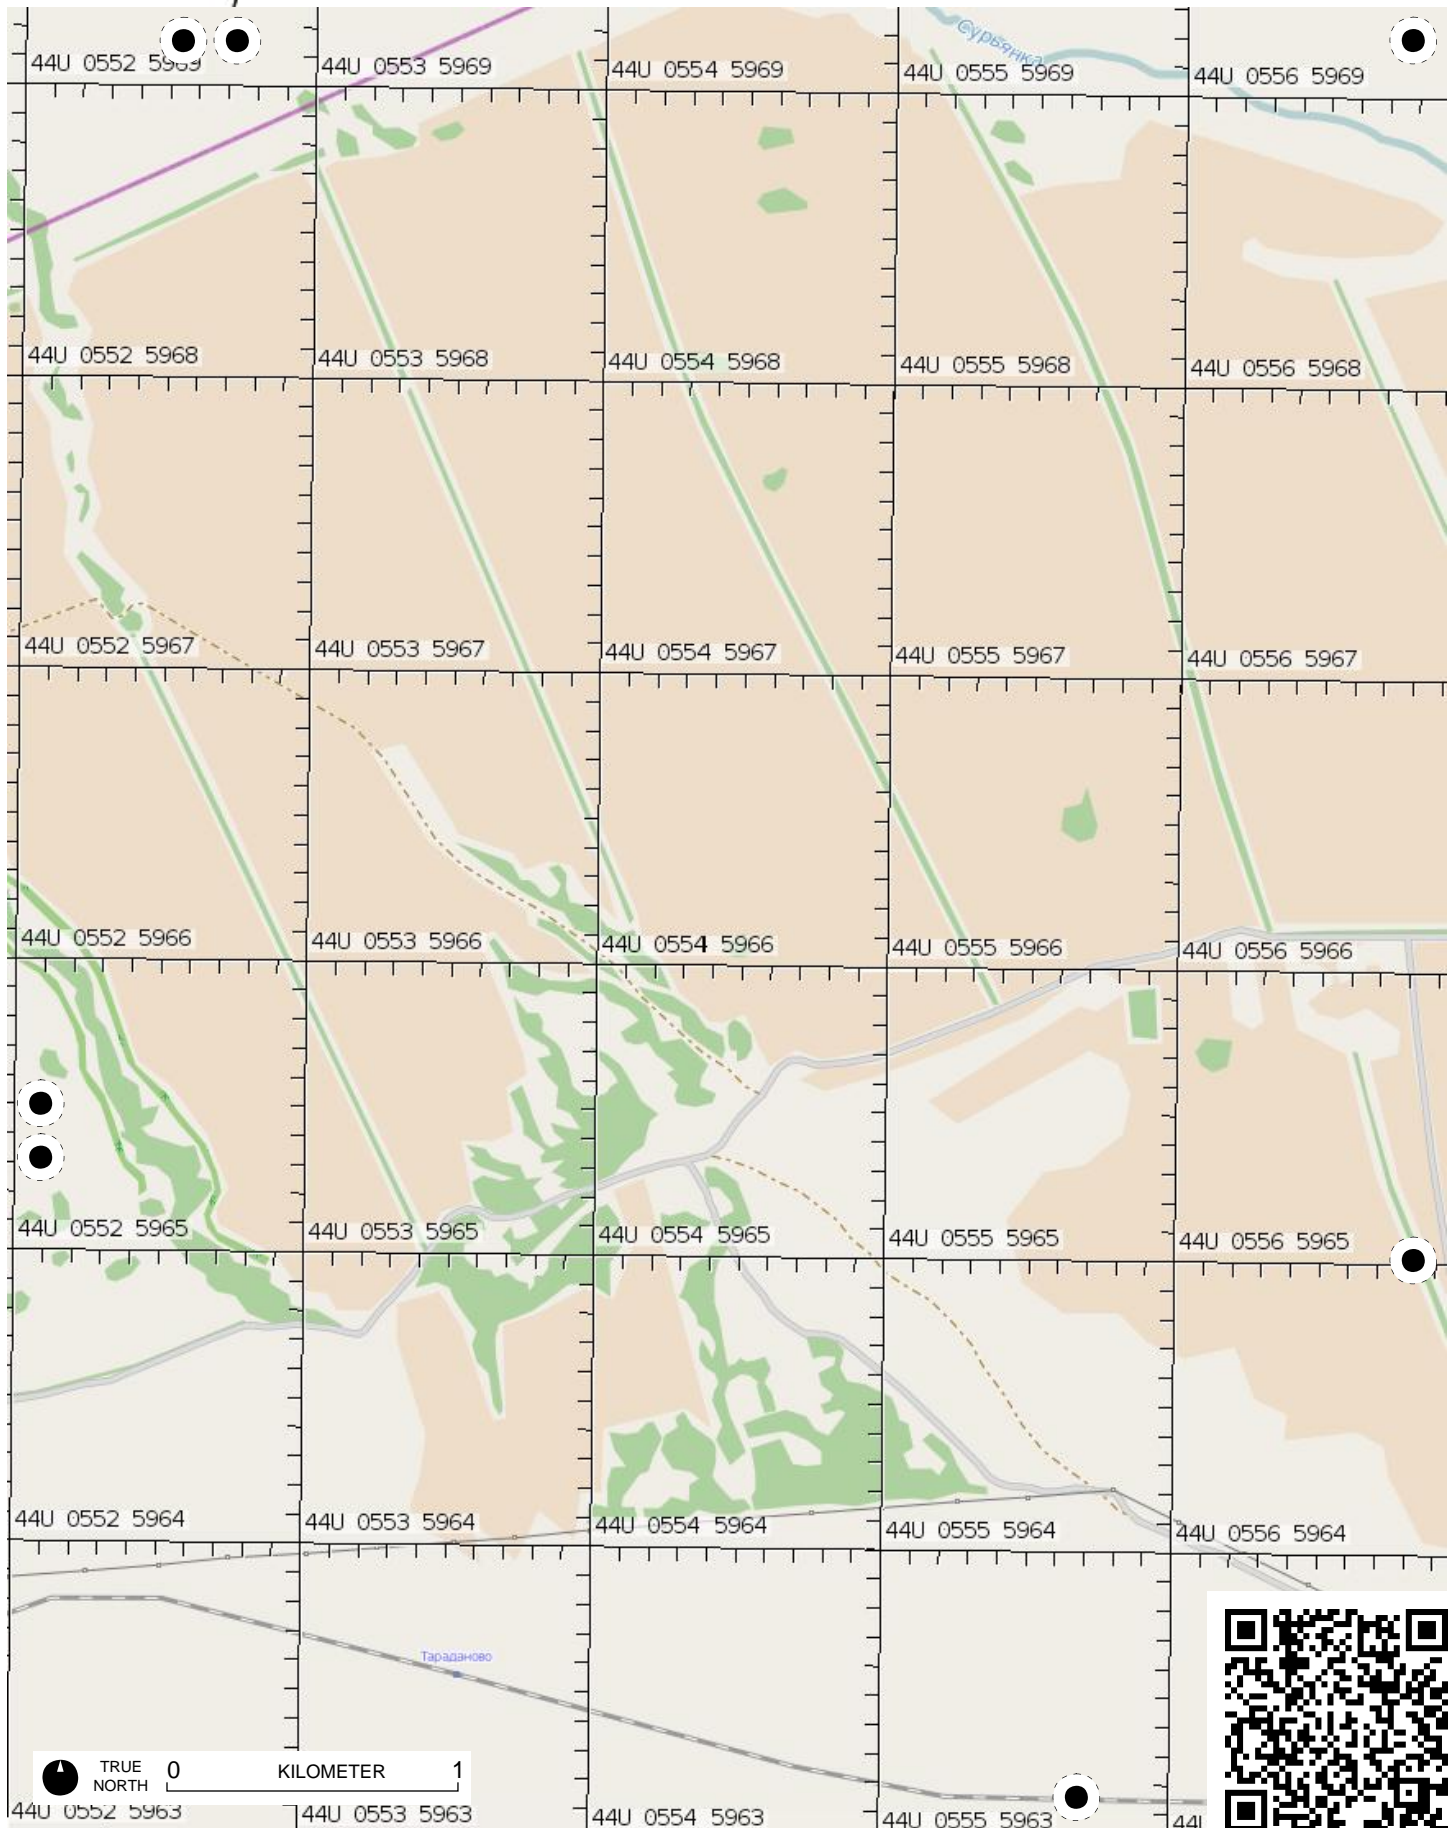 44U 0552 5969
44U 0553 5969
44U 0554 5969
44U 0555 5969
44U 0556 5969
Сурьянка
44U 0552 5968
44U 0553 5968
44U 0554 5968
44U 0555 5968
44U 0556 5968
44U 0552 5967
44U 0553 5967
44U 0554 5967
44U 0555 5967
44U 0556 5967
44U 0552 5966
44U 0553 5966
44U 0554 5966
44U 0555 5966
44U 0556 5966
44U 0552 5965
44U 0553 5965
44U 0554 5965
44U 0555 5965
44U 0556 5965
44U 0552 5964
44U 0553 5964
44U 0554 5964
44U 0555 5964
44U 0556 5964
Тараданово
TRUE NORTH
0 KILOMETER 1
44U 0552 5963
44U 0553 5963
44U 0554 5963
44U 0555 5963